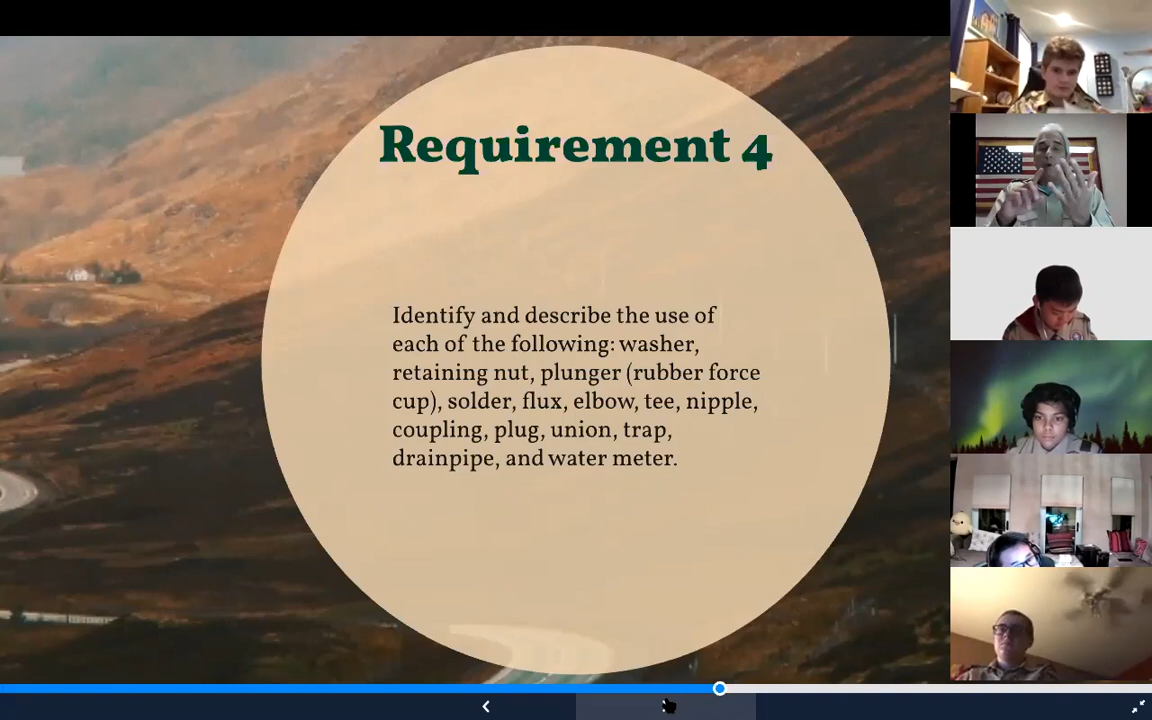 Requirement 4
Identify and describe the use of
each of the following: washer,
retaining nut, plunger (rubber force
cup), solder, flux, elbow, tee, nipple,
coupling, plug, union, trap,
drainpipe, and water meter.